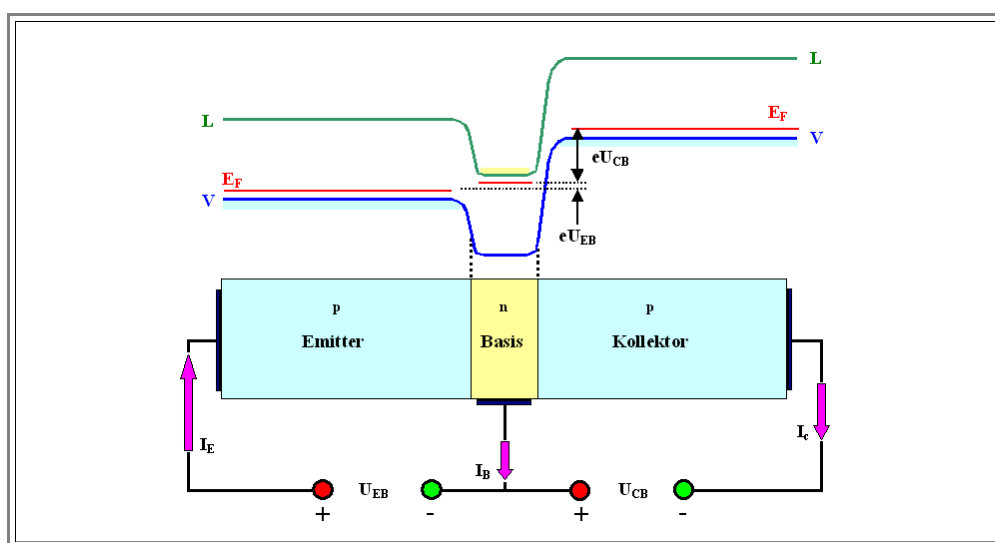 L
L
E_F
V
eU_CB
E_F
V
eU_EB
p
n
p
Emitter
Basis
Kollektor
I_E
I_B
I_c
U_EB
U_CB
+
-
+
-